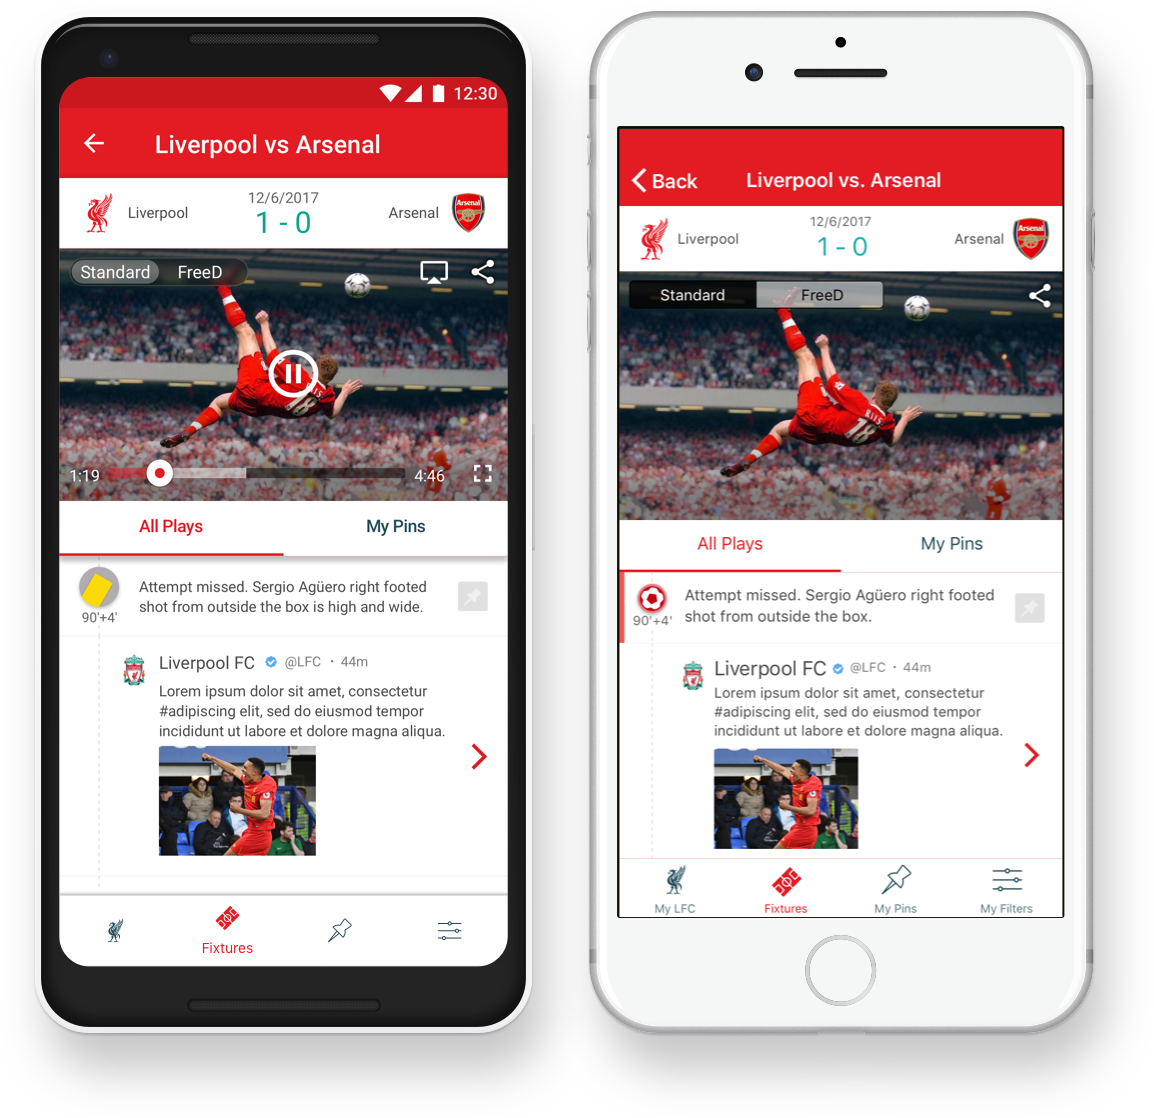 12:30
Liverpool vs Arsenal
Liverpool
12/6/2017
1 - 0
Arsenal
Arsenal
Standard
FreeD
RIIS
18
1:19
4:46
All Plays
My Pins
Attempt missed. Sergio Agüero right footed
shot from outside the box is high and wide.
90'+4'
Liverpool FC @LFC · 44m
Lorem ipsum dolor sit amet, consectetur
#adipiscing elit, sed do eiusmod tempor
incididunt ut labore et dolore magna aliqua.
Fixtures
Back
Liverpool vs. Arsenal
Liverpool
12/6/2017
1 - 0
Arsenal
Arsenal
Standard
FreeD
RIIS
18
All Plays
My Pins
Attempt missed. Sergio Agüero right footed
shot from outside the box.
90'+4'
Liverpool FC @LFC · 44m
Lorem ipsum dolor sit amet, consectetur
#adipiscing elit, sed do eiusmod tempor
incididunt ut labore et dolore magna aliqua.
My LFC
Fixtures
My Pins
My Filters